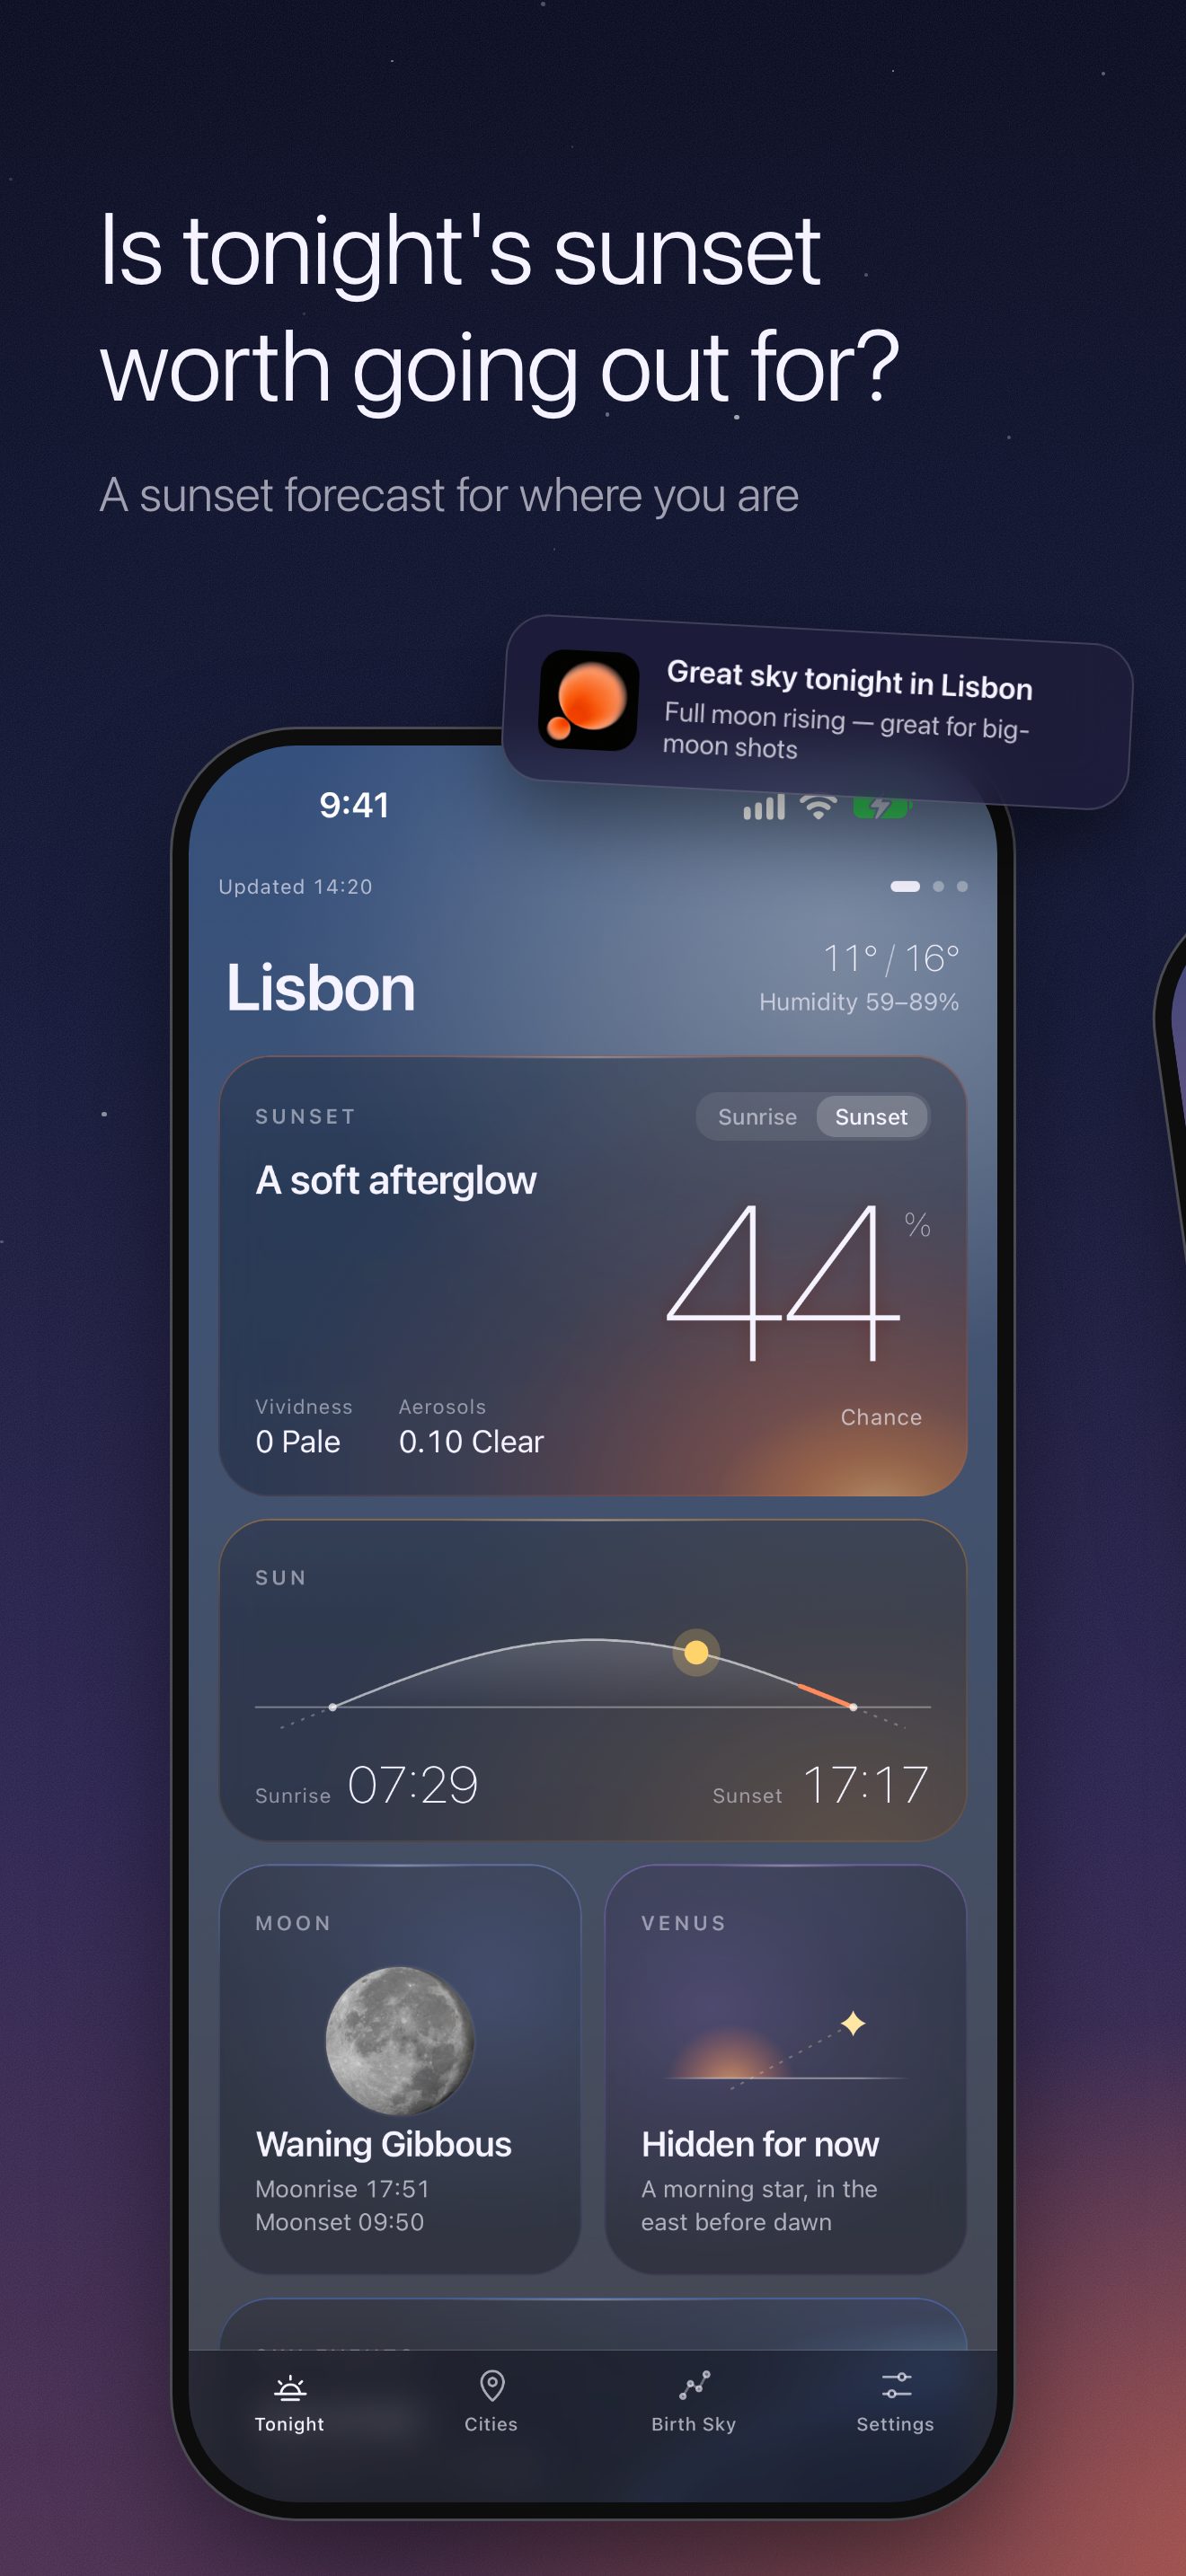 Is tonight's sunset
worth going out for?
A sunset forecast for where you are
Great sky tonight in Lisbon
Full moon rising — great for big-
moon shots
9:41
Updated 14:20
Lisbon
11° / 16°
Humidity 59–89%
SUNSET
Sunrise
Sunset
A soft afterglow
44 %
Vividness
0 Pale
Aerosols
0.10 Clear
Chance
SUN
Sunrise 07:29
Sunset 17:17
MOON
Waning Gibbous
Moonrise 17:51
Moonset 09:50
VENUS
Hidden for now
A morning star, in the
east before dawn
Tonight
Cities
Birth Sky
Settings